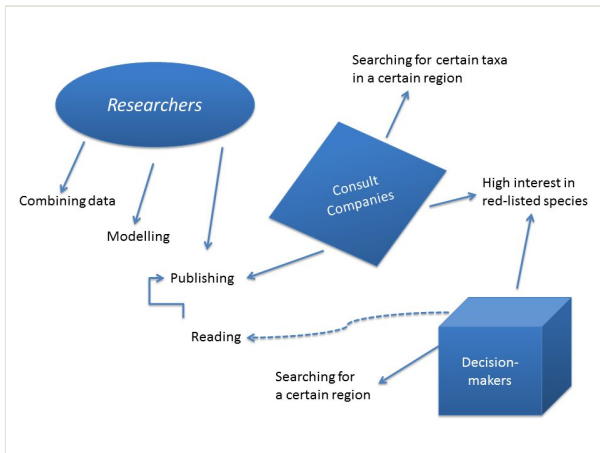 Searching for certain taxa
in a certain region
Researchers
Consult
Companies
High interest in
red-listed species
Combining data
Modelling
Publishing
Reading
Decision-
makers
Searching for
a certain region